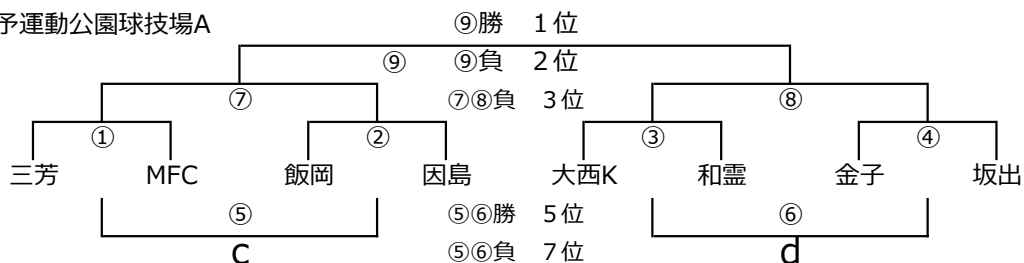 予運動公園球技場A
⑨勝 1位
⑨ ⑨負 2位
⑦ ⑦⑧負 3位 ⑧
① ② ③ ④
三芳 MFC 飯岡 因島 大西K 和霊 金子 坂出
⑤ ⑤⑥勝 5位 ⑥
c ⑤⑥負 7位 d